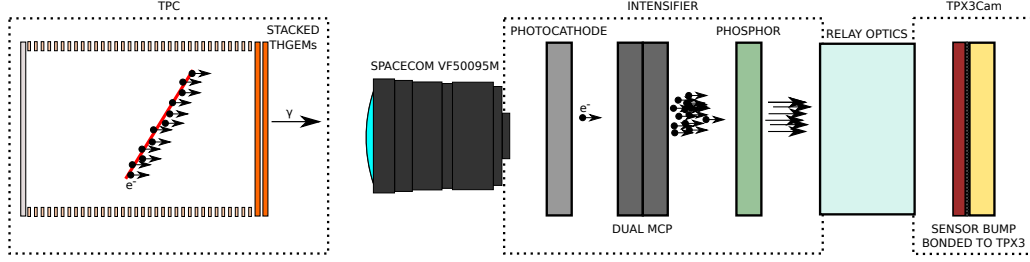 TPC
STACKED
THGEMs
e⁻
γ
SPACECOM VF50095M
INTENSIFIER
PHOTOCATHODE
e⁻
DUAL MCP
PHOSPHOR
RELAY OPTICS
TPX3Cam
SENSOR BUMP
BONDED TO TPX3